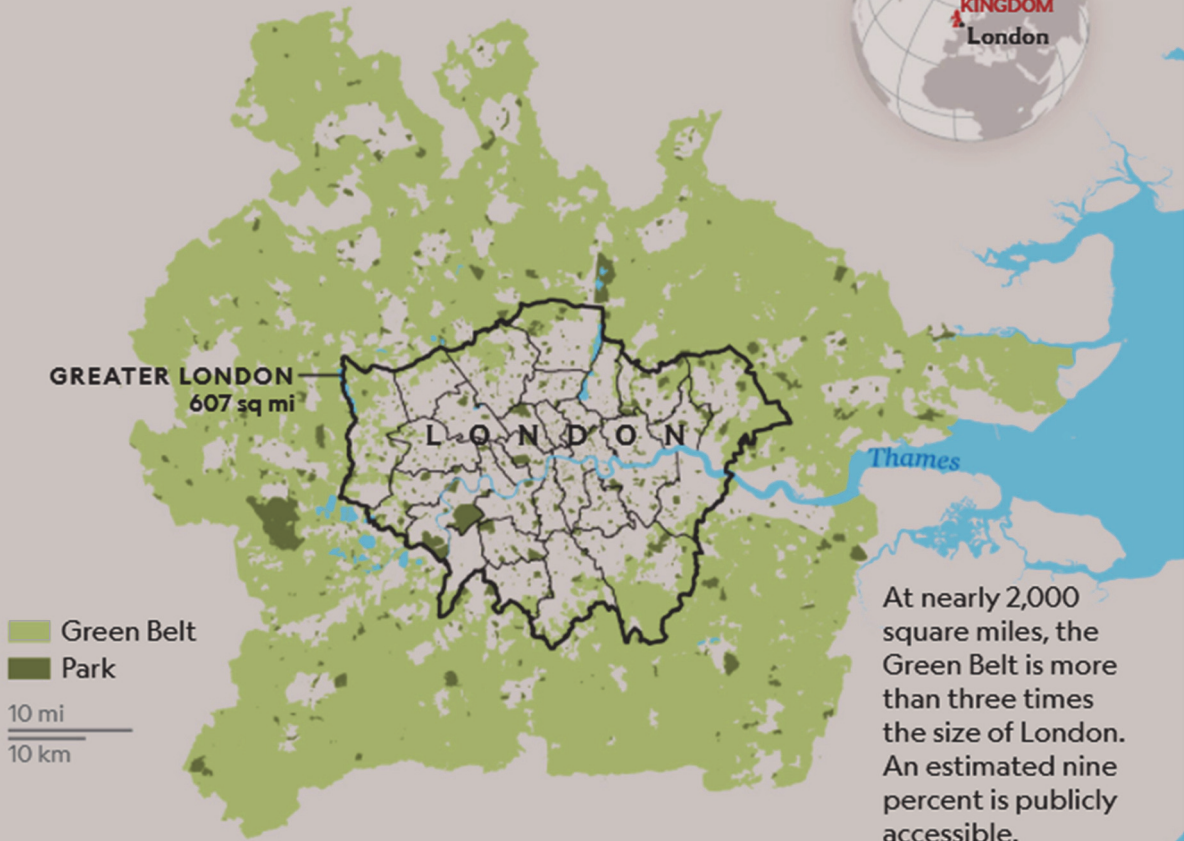 KINGDOM
London
GREATER LONDON
607 sq mi
LONDON
Thames
Green Belt
Park
10 mi
10 km
At nearly 2,000
square miles, the
Green Belt is more
than three times
the size of London.
An estimated nine
percent is publicly
accessible.